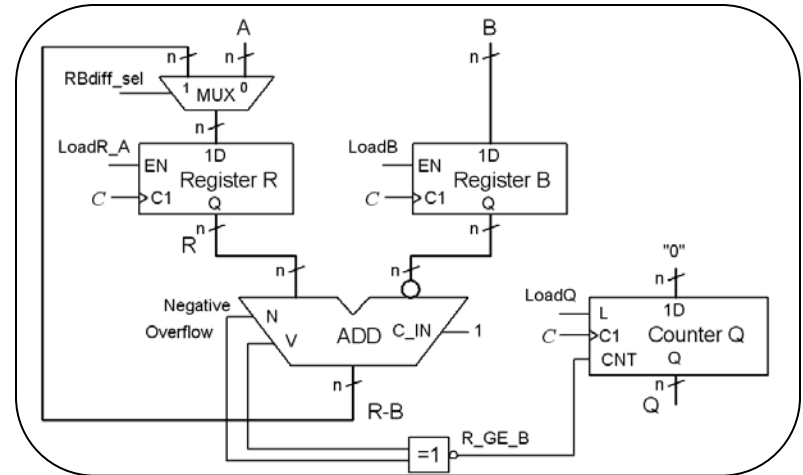 A
B
n
n
n
RBdiff_sel
1
0
MUX
n
LoadR_A
EN
1D
Register R
C
C1
Q
LoadB
EN
1D
Register B
C
C1
Q
n
R
n
n
n
"0"
n
Negative
Overflow
N
V
ADD
C_IN
1
LoadQ
L
1D
C
C1
Counter Q
CNT
Q
n
Q
n
R-B
=1
R_GE_B